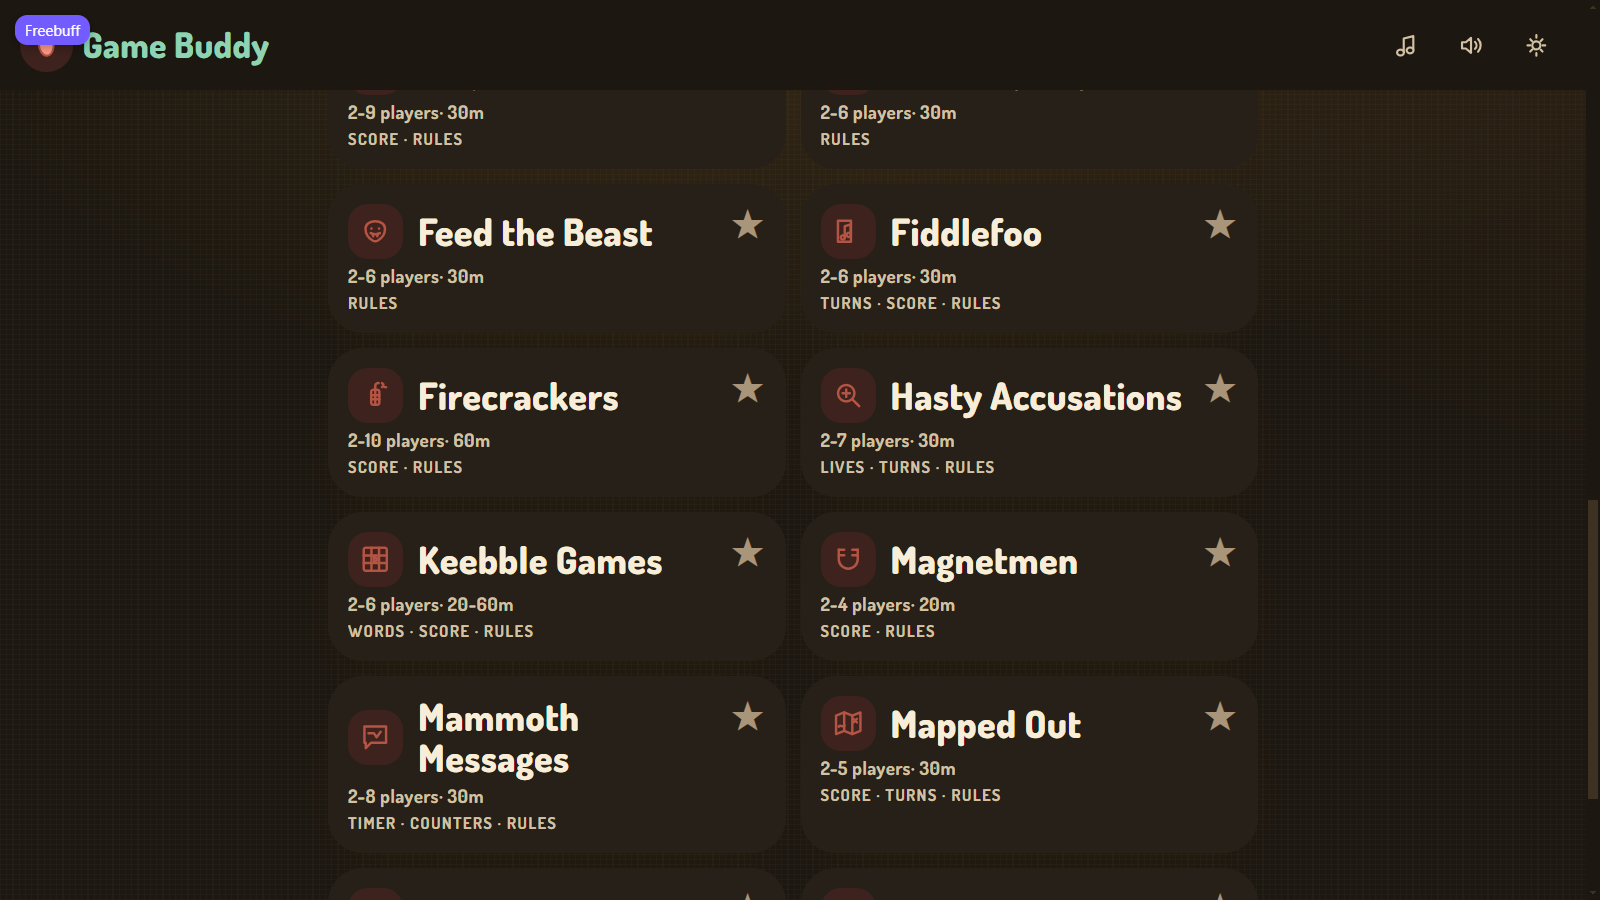 Freebuff
Game Buddy
2-9 players· 30m
SCORE · RULES
2-6 players· 30m
RULES
Feed the Beast
2-6 players· 30m
RULES
Fiddlefoo
2-6 players· 30m
TURNS · SCORE · RULES
Firecrackers
2-10 players· 60m
SCORE · RULES
Hasty Accusations
2-7 players· 30m
LIVES · TURNS · RULES
Keebble Games
2-6 players· 20-60m
WORDS · SCORE · RULES
Magnetmen
2-4 players· 20m
SCORE · RULES
Mammoth
Messages
2-8 players· 30m
TIMER · COUNTERS · RULES
Mapped Out
2-5 players· 30m
SCORE · TURNS · RULES